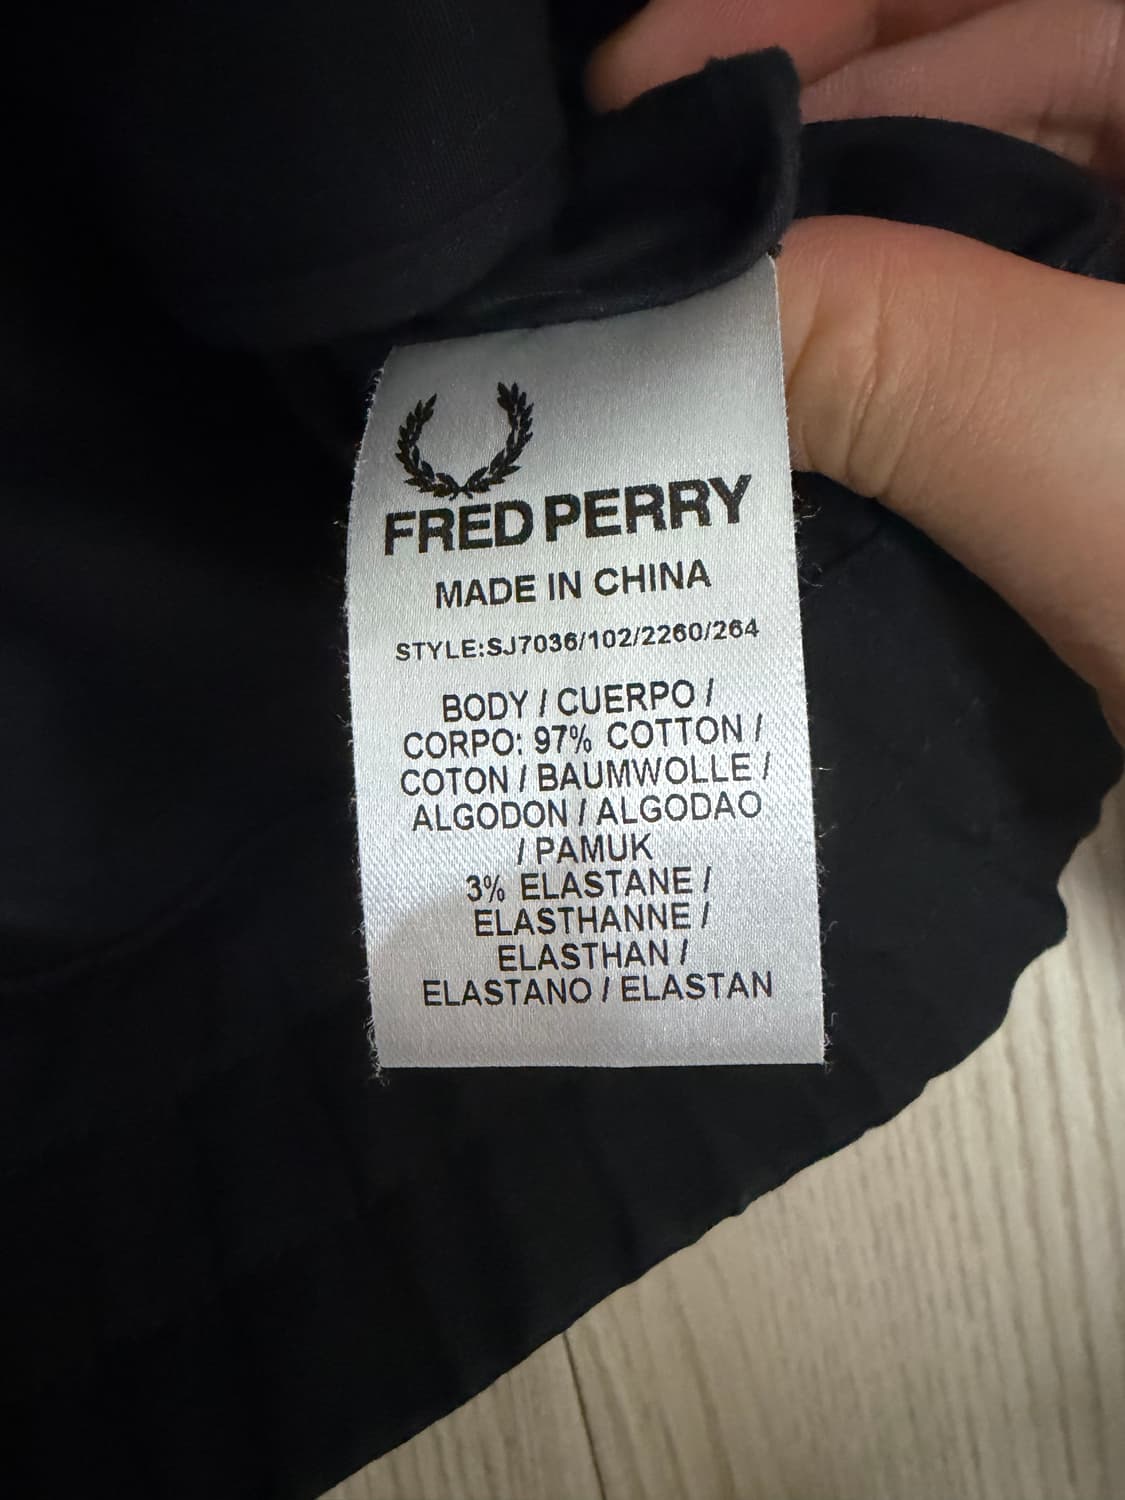 FRED PERRY
MADE IN CHINA
STYLE:SJ7036/102/2260/264
BODY / CUERPO /
CORPO: 97% COTTON /
COTON / BAUMWOLLE /
ALGODON / ALGODAO
/ PAMUK
3% ELASTANE /
ELASTHANNE /
ELASTHAN /
ELASTANO / ELASTAN